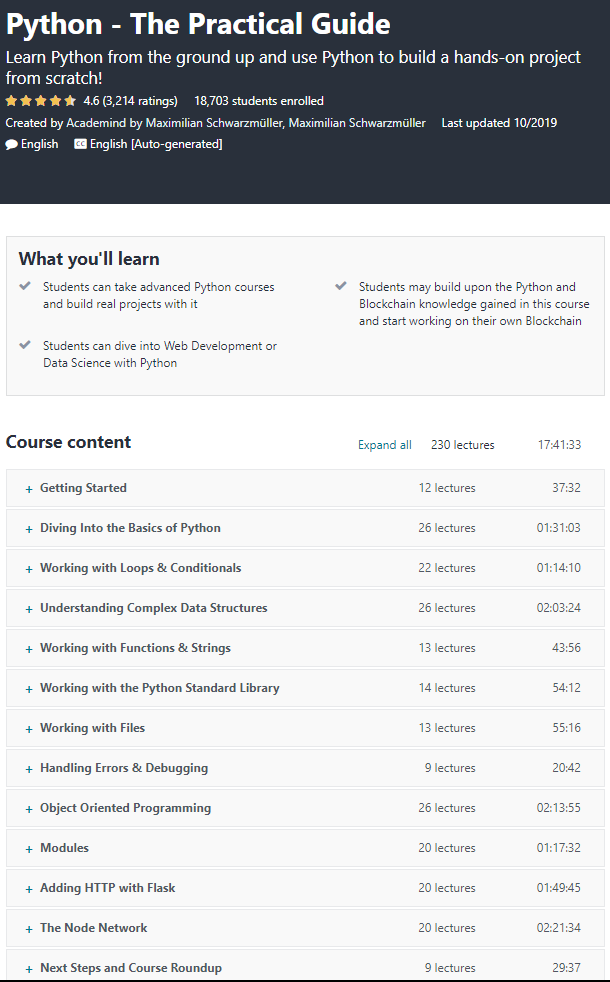 Python - The Practical Guide
Learn Python from the ground up and use Python to build a hands-on project
from scratch!
4.6 (3,214 ratings) 18,703 students enrolled
Created by Academind by Maximilian Schwarzmüller, Maximilian Schwarzmüller Last updated 10/2019
English CC English [Auto-generated]
What you'll learn
Students can take advanced Python courses
and build real projects with it
Students can dive into Web Development or
Data Science with Python
Students may build upon the Python and
Blockchain knowledge gained in this course
and start working on their own Blockchain
Course content Expand all 230 lectures 17:41:33
+ Getting Started 12 lectures 37:32
+ Diving Into the Basics of Python 26 lectures 01:31:03
+ Working with Loops & Conditionals 22 lectures 01:14:10
+ Understanding Complex Data Structures 26 lectures 02:03:24
+ Working with Functions & Strings 13 lectures 43:56
+ Working with the Python Standard Library 14 lectures 54:12
+ Working with Files 13 lectures 55:16
+ Handling Errors & Debugging 9 lectures 20:42
+ Object Oriented Programming 26 lectures 02:13:55
+ Modules 20 lectures 01:17:32
+ Adding HTTP with Flask 20 lectures 01:49:45
+ The Node Network 20 lectures 02:21:34
+ Next Steps and Course Roundup 9 lectures 29:37